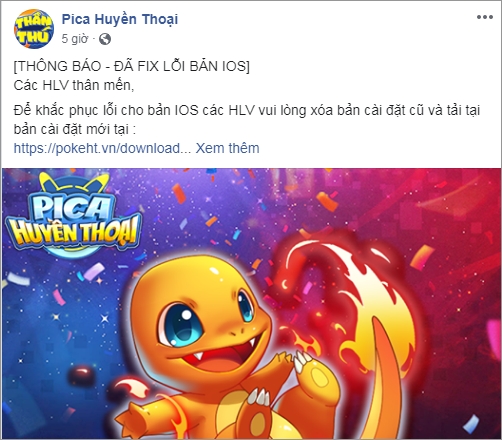 THẦN
THÚ
Pica Huyền Thoại
5 giờ ·
[THÔNG BÁO - ĐÃ FIX LỖI BẢN IOS]
Các HLV thân mến,
Để khắc phục lỗi cho bản IOS các HLV vui lòng xóa bản cài đặt cũ và tải tại
bản cài đặt mới tại :
https://pokeht.vn/download... Xem thêm
PICA
HUYỀN THOẠI